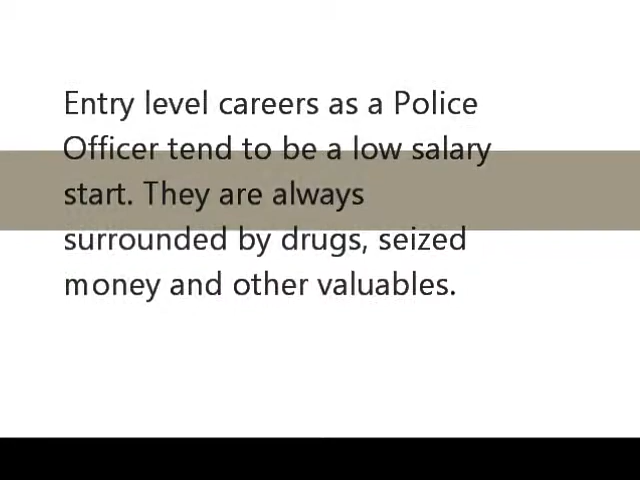 Entry level careers as a Police
Officer tend to be a low salary
start. They are always
surrounded by drugs, seized
money and other valuables.